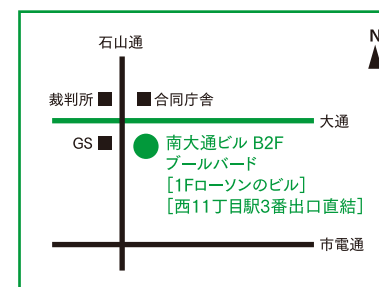 石山通
N
裁判所
合同庁舎
大通
GS
南大通ビル B2F
ブールバード
[1Fローソンのビル]
[西11丁目駅3番出口直結]
市電通